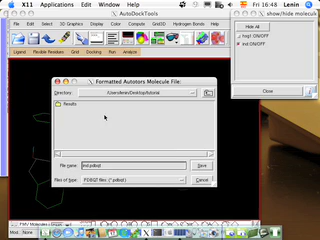 X11 Applications Edit Window Help
Fri 16:48 Lenin
AutoDockTools
show/hide molecule
File Edit Select 3D Graphics Display Color Compute Grid3D Hydrogen Bonds Help
Hide All
hsg1:ON/OFF
ind:ON/OFF
Close
Ligand Flexible Residues Grid Docking Run Analyze
Formatted Autotors Molecule File:
Directory: /Users/lenin/Desktop/tutorial
Results
File name: ind.pdbqt Save
Files of type: PDBQT files (*.pdbqt) Cancel
Mod.: None